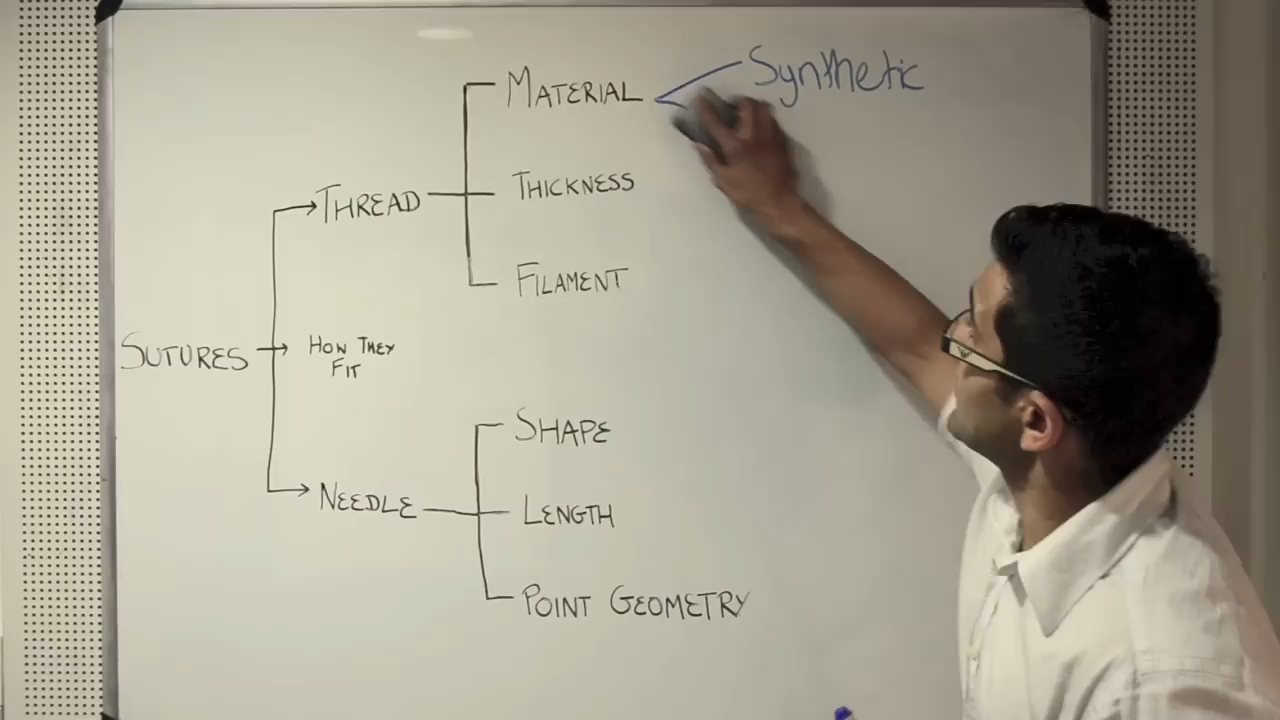 MATERIAL
Synthetic
THICKNESS
THREAD
FILAMENT
SUTURES
HOW THEY
FIT
SHAPE
NEEDLE
LENGTH
POINT GEOMETRY